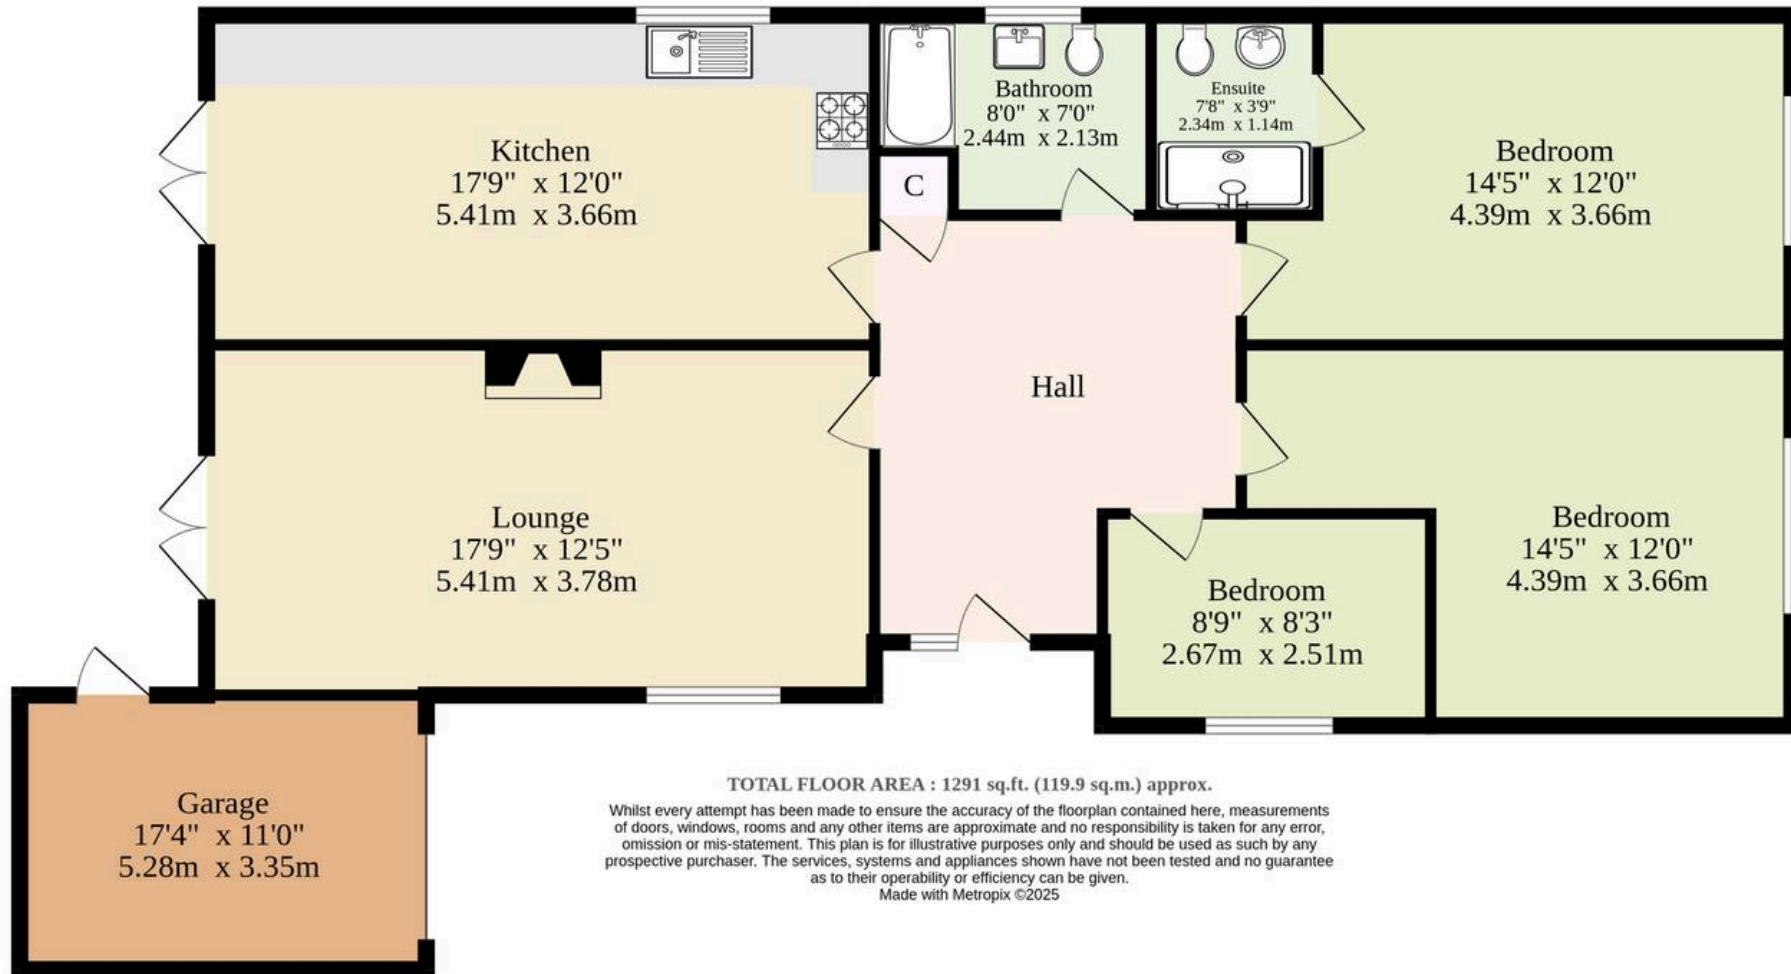 Kitchen
17'9" x 12'0"
5.41m x 3.66m
Bathroom
8'0" x 7'0"
2.44m x 2.13m
Ensuite
7'8" x 3'9"
2.34m x 1.14m
Bedroom
14'5" x 12'0"
4.39m x 3.66m
C
Hall
Lounge
17'9" x 12'5"
5.41m x 3.78m
Bedroom
14'5" x 12'0"
4.39m x 3.66m
Bedroom
8'9" x 8'3"
2.67m x 2.51m
Garage
17'4" x 11'0"
5.28m x 3.35m
TOTAL FLOOR AREA : 1291 sq.ft. (119.9 sq.m.) approx.
Whilst every attempt has been made to ensure the accuracy of the floorplan contained here, measurements
of doors, windows, rooms and any other items are approximate and no responsibility is taken for any error,
omission or mis-statement. This plan is for illustrative purposes only and should be used as such by any
prospective purchaser. The services, systems and appliances shown have not been tested and no guarantee
as to their operability or efficiency can be given.
Made with Metropix ©2025